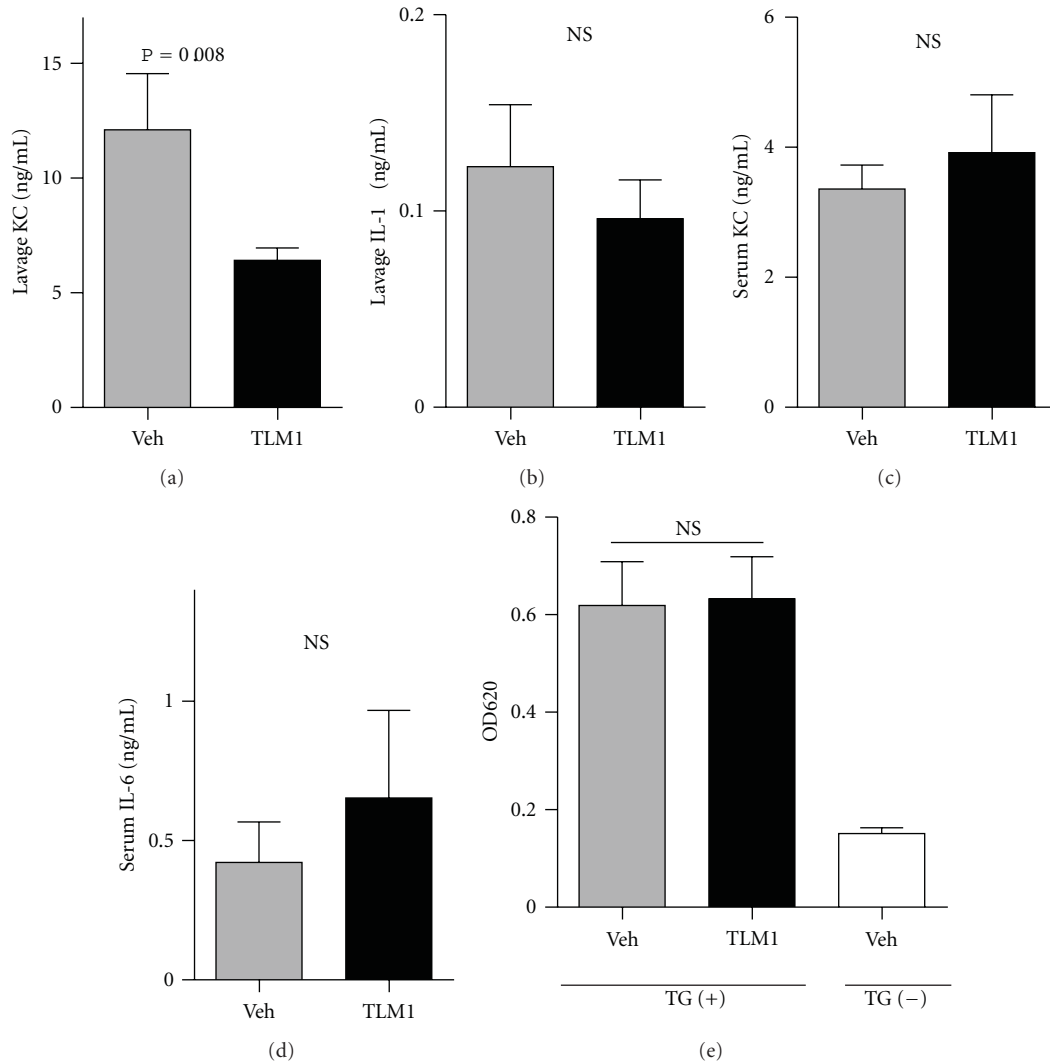 P = 0.008
15
10
5
0
Lavage KC (ng/mL)
Veh TLM1
(a)
NS
0.2
0.1
0
Lavage IL-1 (ng/mL)
Veh TLM1
(b)
NS
6
4
2
0
Serum KC (ng/mL)
Veh TLM1
(c)
NS
1
0.5
0
Serum IL-6 (ng/mL)
Veh TLM1
(d)
NS
0.8
0.6
0.4
0.2
0
OD620
Veh TLM1 Veh
TG (+) TG (−)
(e)